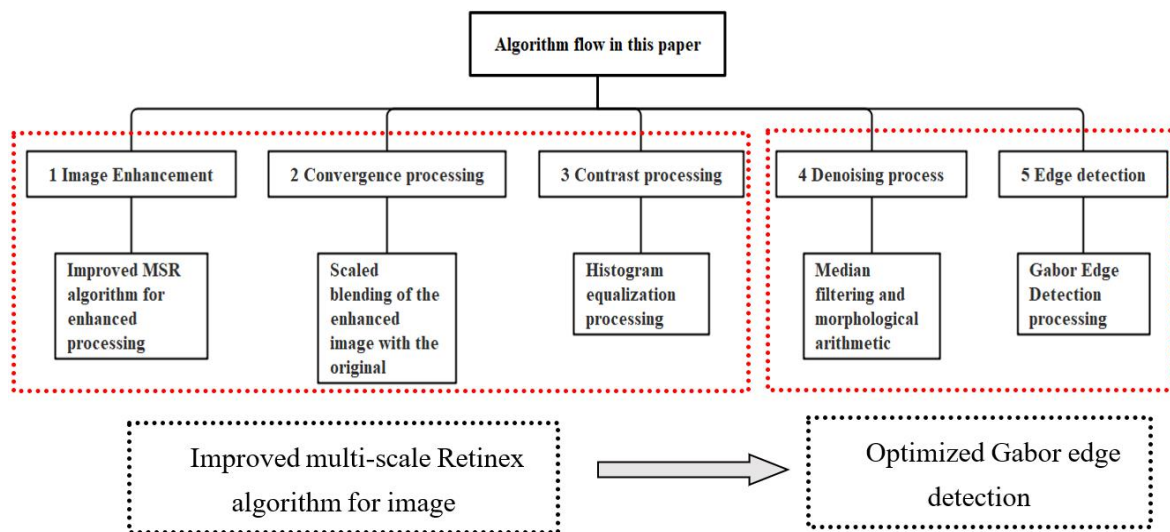 Algorithm flow in this paper
1 Image Enhancement
2 Convergence processing
3 Contrast processing
4 Denoising process
5 Edge detection
Improved MSR
algorithm for
enhanced
processing
Scaled
blending of the
enhanced
image with the
original
Histogram
equalization
processing
Median
filtering and
morphological
arithmetic
Gabor Edge
Detection
processing
Improved multi-scale Retinex
algorithm for image
Optimized Gabor edge
detection